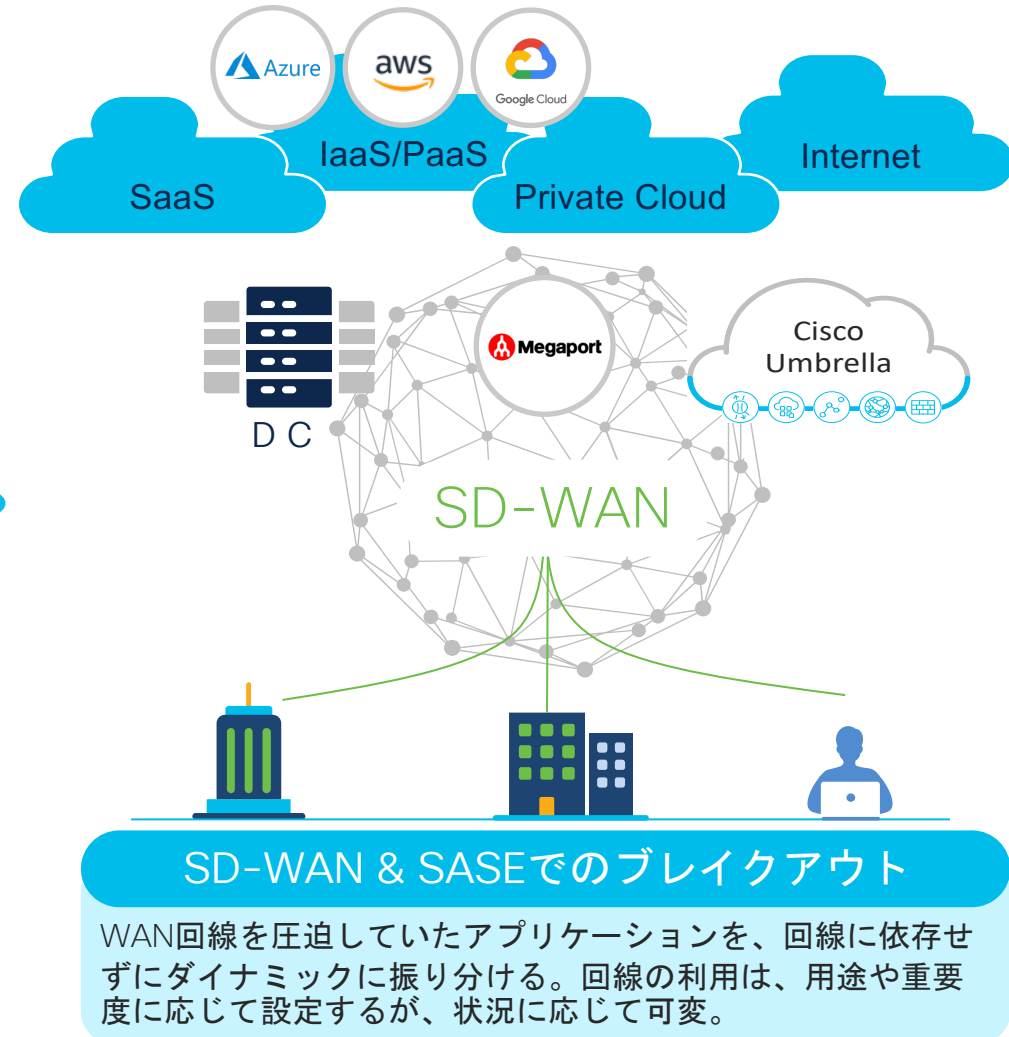 Azure
aws
Google Cloud
IaaS/PaaS
Internet
SaaS
Private Cloud
Megaport
Cisco
Umbrella
D C
SD-WAN
SD-WAN & SASEでのブレイクアウト
WAN回線を圧迫していたアプリケーションを、回線に依存せ
ずにダイナミックに振り分ける。回線の利用は、用途や重要
度に応じて設定するが、状況に応じて可変。